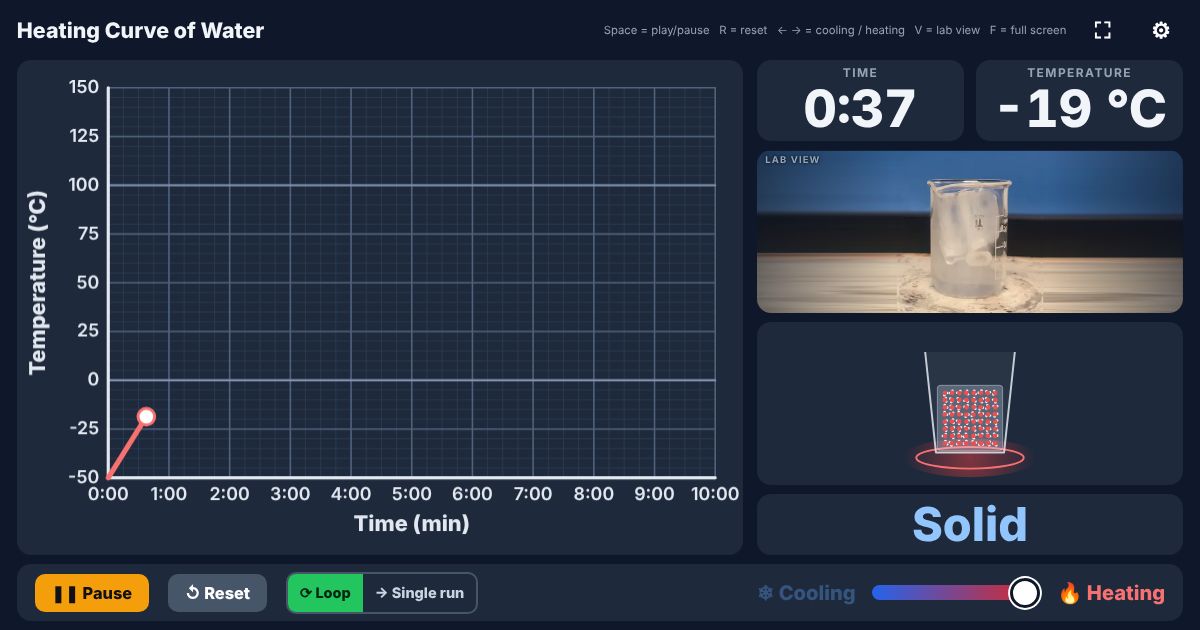 Heating Curve of Water
Space = play/pause R = reset ← → = cooling / heating V = lab view F = full screen
150
125
100
75
50
25
0
-25
-50
Temperature (°C)
0:00 1:00 2:00 3:00 4:00 5:00 6:00 7:00 8:00 9:00 10:00
Time (min)
TIME
0:37
TEMPERATURE
-19 °C
LAB VIEW
Solid
❚❚ Pause
↺ Reset
⟳ Loop
→ Single run
❄ Cooling
🔥 Heating